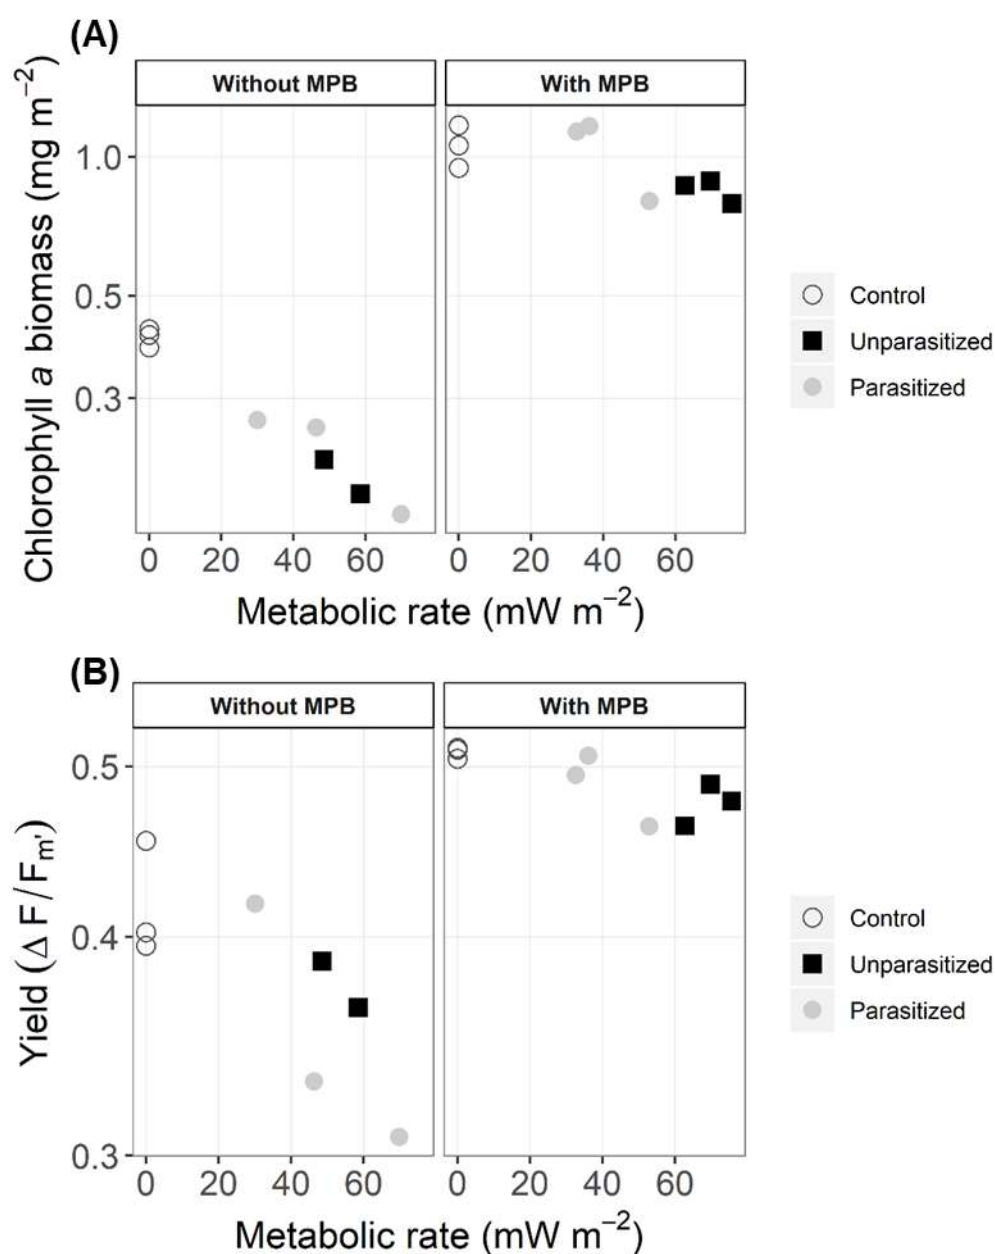 (A)
Without MPB
With MPB
Chlorophyll a biomass (mg m⁻²)
1.0
0.5
0.3
0 20 40 60
0 20 40 60
Metabolic rate (mW m⁻²)
Control
Unparasitized
Parasitized
(B)
Without MPB
With MPB
Yield (Δ F/Fm')
0.5
0.4
0.3
0 20 40 60
0 20 40 60
Metabolic rate (mW m⁻²)
Control
Unparasitized
Parasitized